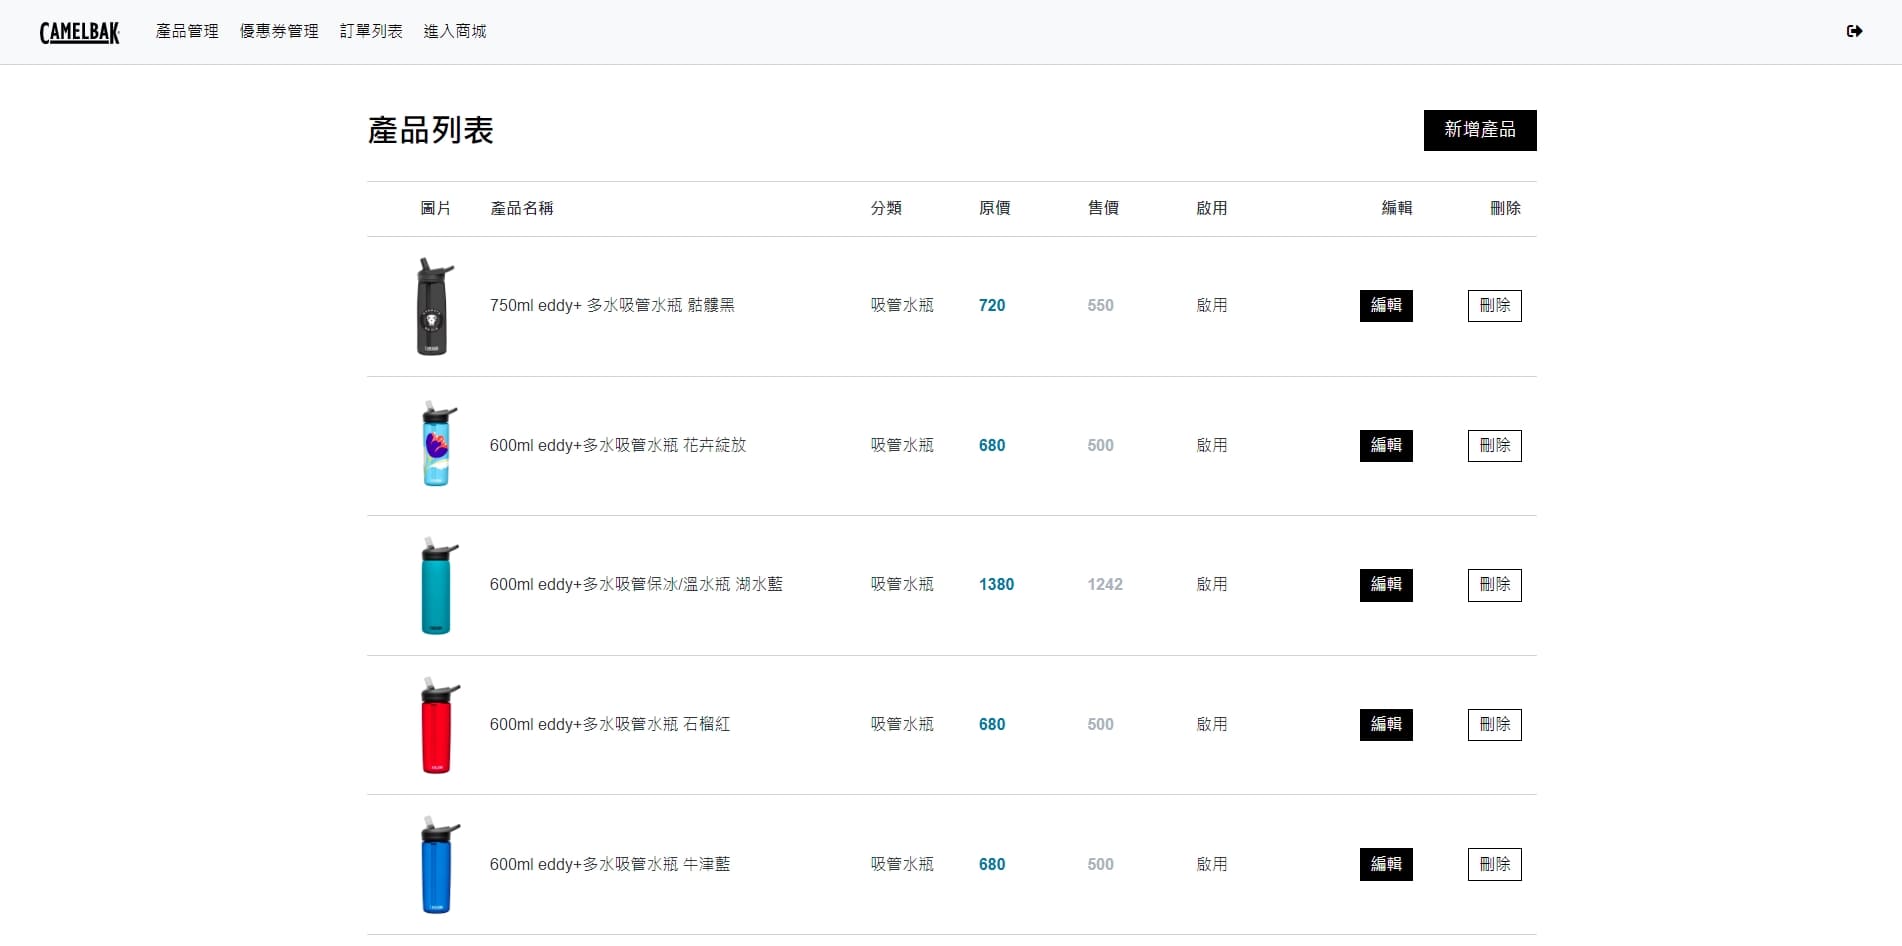 CAMELBAK 產品管理 優惠券管理 訂單列表 進入商城
產品列表 新增產品
圖片 產品名稱 分類 原價 售價 啟用 編輯 刪除
750ml eddy+ 多水吸管水瓶 骷髏黑 吸管水瓶 720 550 啟用 編輯 刪除
600ml eddy+多水吸管水瓶 花卉綻放 吸管水瓶 680 500 啟用 編輯 刪除
600ml eddy+多水吸管保冰/溫水瓶 湖水藍 吸管水瓶 1380 1242 啟用 編輯 刪除
600ml eddy+多水吸管水瓶 石榴紅 吸管水瓶 680 500 啟用 編輯 刪除
600ml eddy+多水吸管水瓶 牛津藍 吸管水瓶 680 500 啟用 編輯 刪除